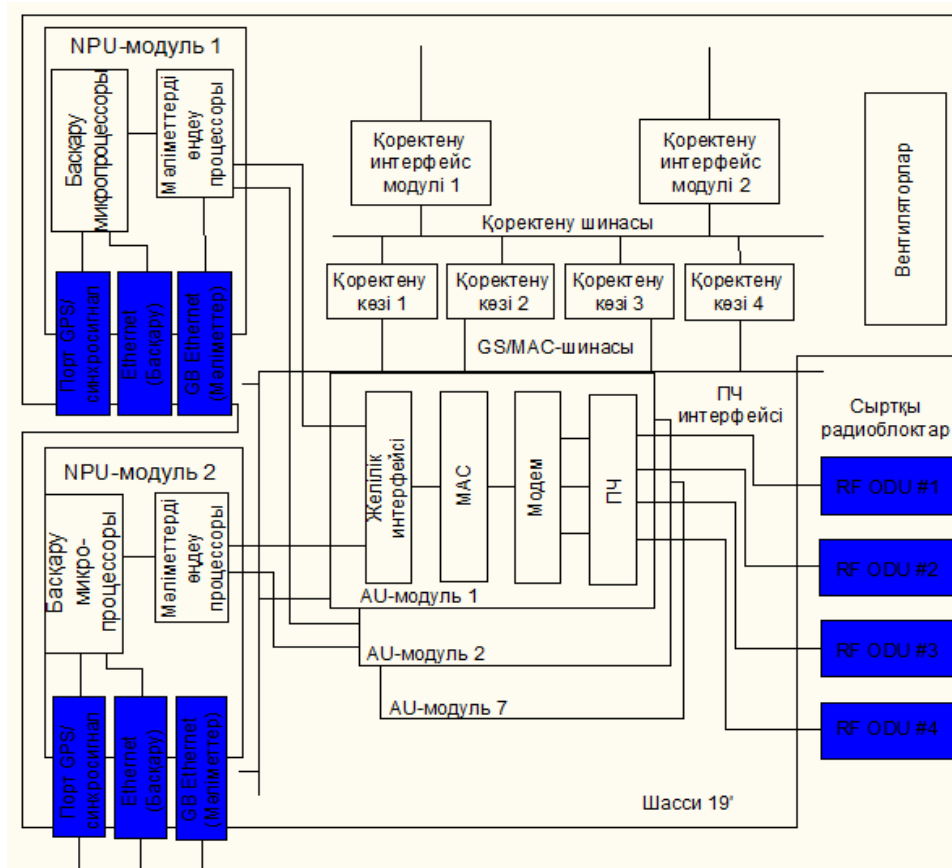 NPU-модуль 1
Басқару
микропроцессоры
Мәліметтерді
өңдеу
процессоры
Порт GPS/
синхросигнал
Ethernet
(Басқару)
GB Ethernet
(Мәліметтер)
Қоректену
интерфейс
модулі 1
Қоректену
интерфейс
модулі 2
Вентиляторлар
Қоректену шинасы
Қоректену
көзі 1
Қоректену
көзі 2
Қоректену
көзі 3
Қоректену
көзі 4
GS/MAC-шинасы
ПЧ
интерфейсі
Сыртқы
радиоблоктар
Желілік
интерфейсі
MAC
Модем
ПЧ
AU-модуль 1
AU-модуль 2
AU-модуль 7
RF ODU #1
RF ODU #2
RF ODU #3
RF ODU #4
NPU-модуль 2
Басқару
микро-
процессоры
Мәліметтерді
өңдеу
процессоры
Порт GPS/
синхросигнал
Ethernet
(Басқару)
GB Ethernet
(Мәліметтер)
Шасси 19'